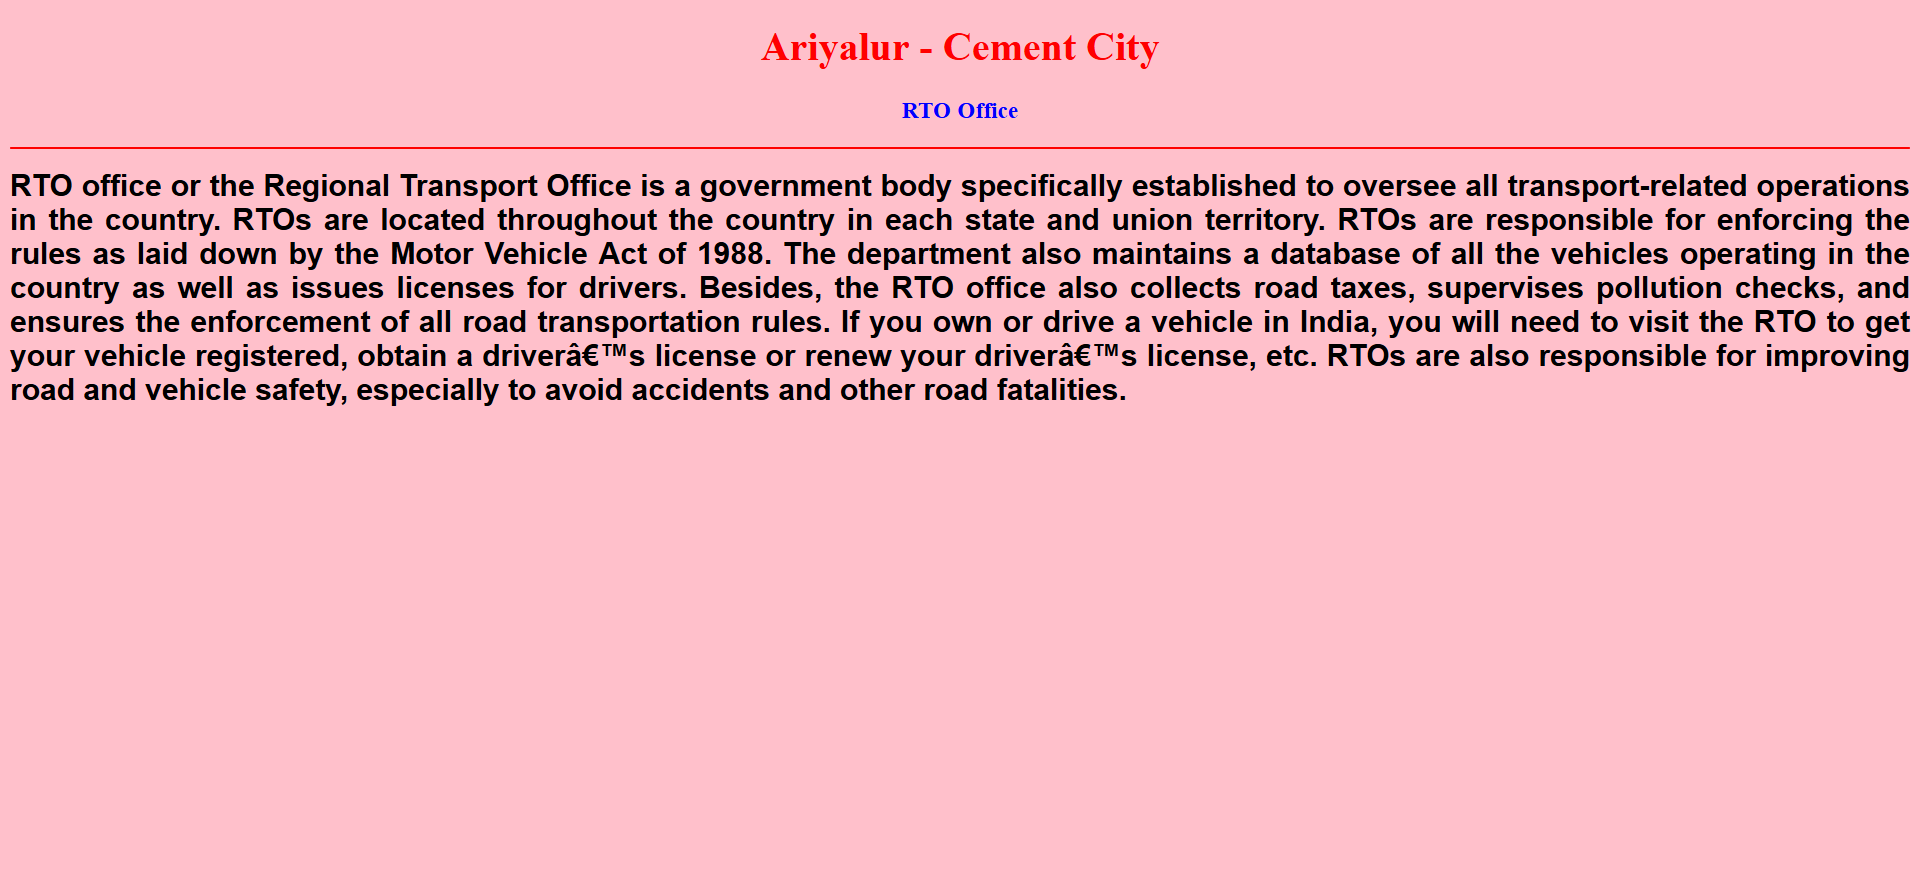 Ariyalur - Cement City
RTO Office
RTO office or the Regional Transport Office is a government body specifically established to oversee all transport-related operations
in the country. RTOs are located throughout the country in each state and union territory. RTOs are responsible for enforcing the
rules as laid down by the Motor Vehicle Act of 1988. The department also maintains a database of all the vehicles operating in the
country as well as issues licenses for drivers. Besides, the RTO office also collects road taxes, supervises pollution checks, and
ensures the enforcement of all road transportation rules. If you own or drive a vehicle in India, you will need to visit the RTO to get
your vehicle registered, obtain a driverâ€™s license or renew your driverâ€™s license, etc. RTOs are also responsible for improving
road and vehicle safety, especially to avoid accidents and other road fatalities.